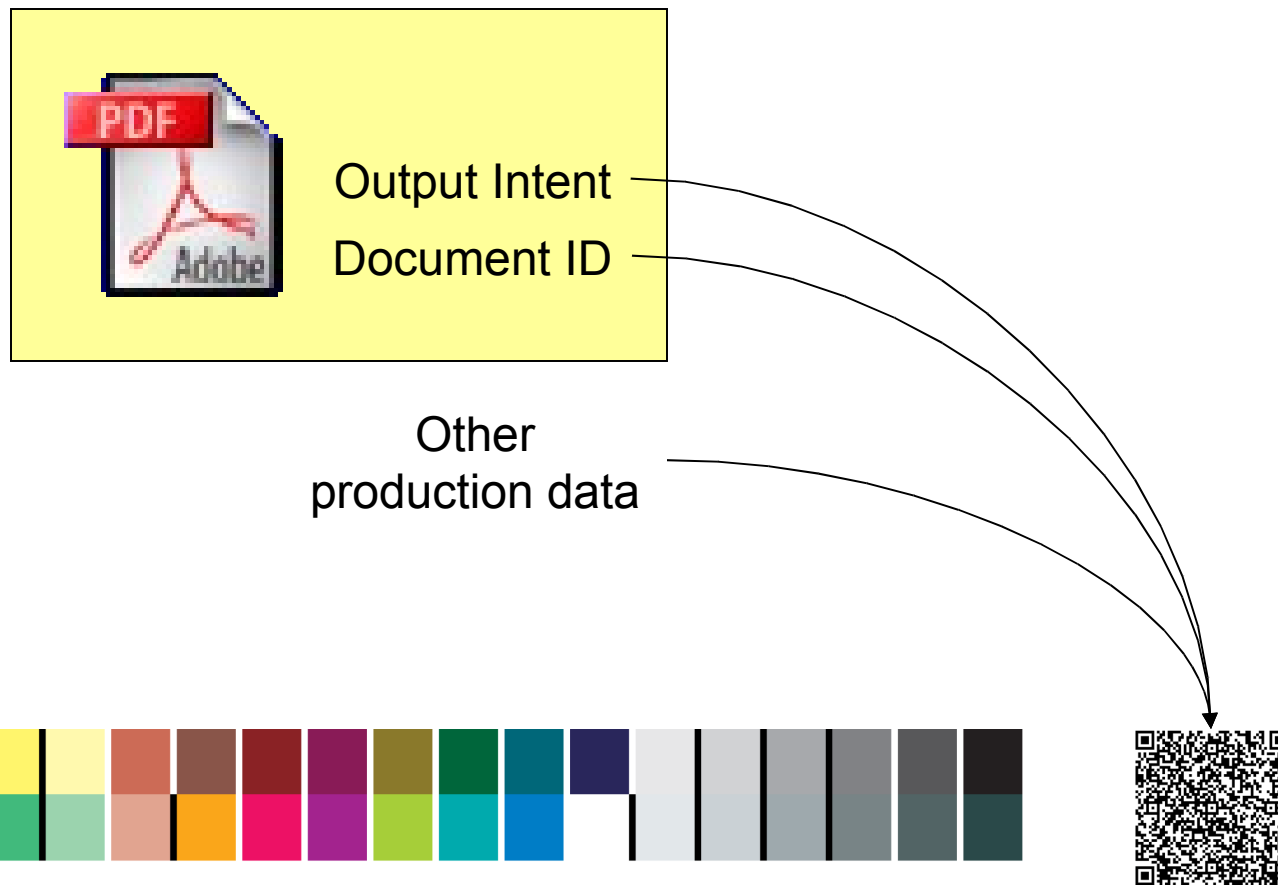 PDF
Adobe
Output Intent
Document ID
Other
production data